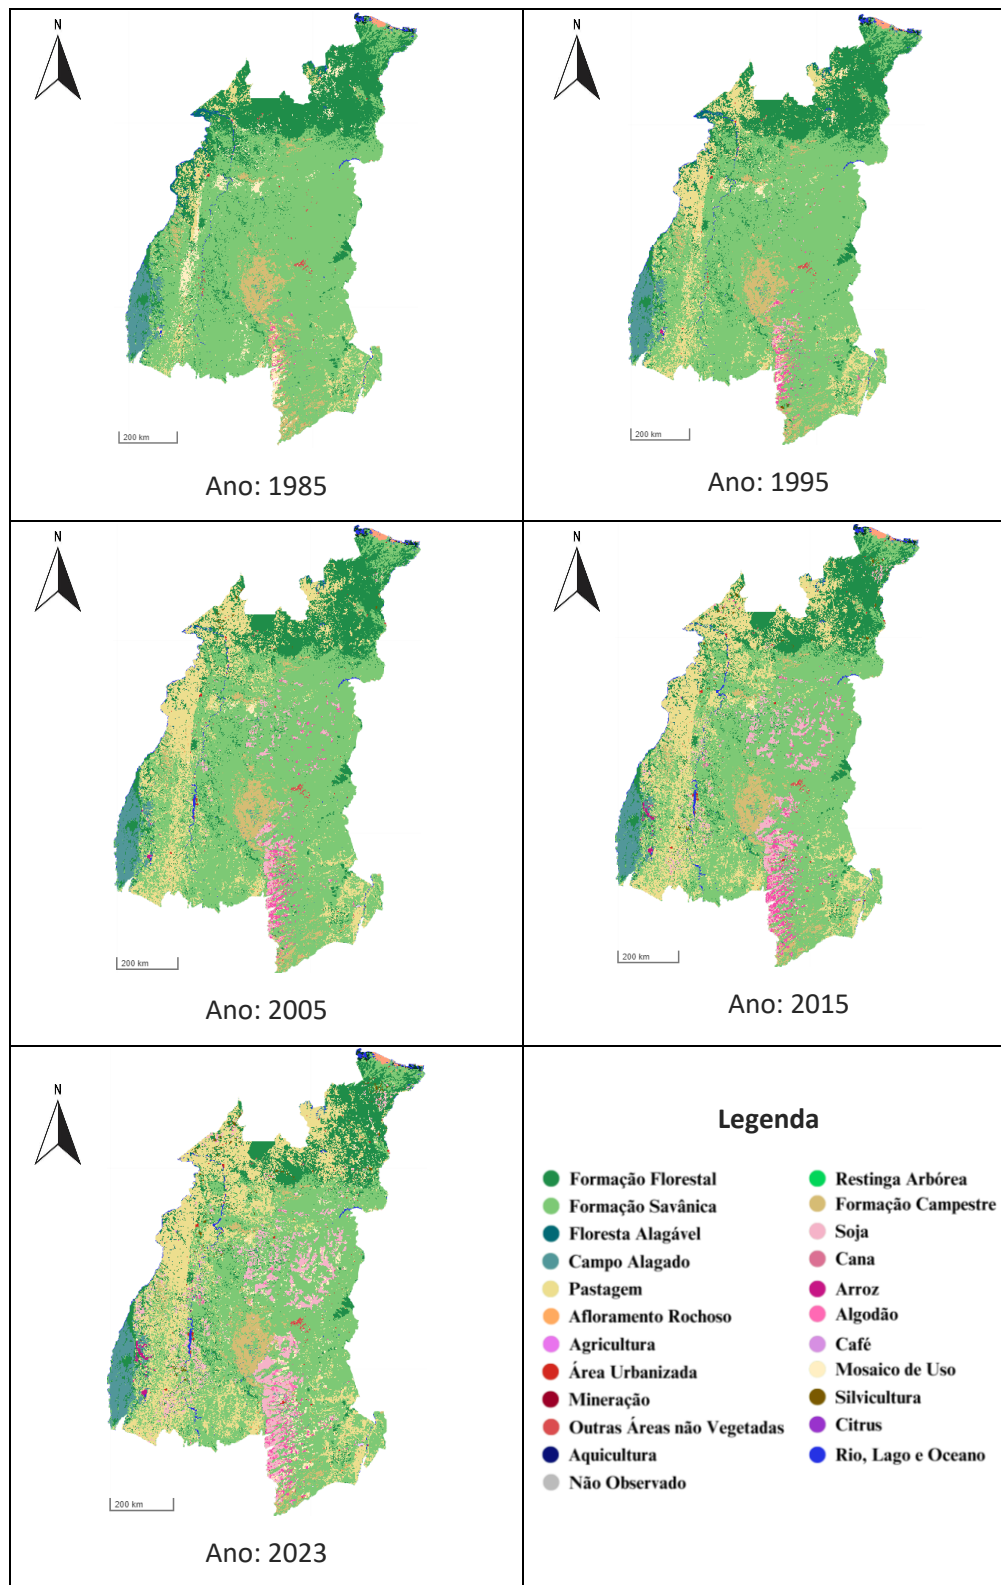 N
200 km
Ano: 1985
N
200 km
Ano: 1995
N
200 km
Ano: 2005
N
200 km
Ano: 2015
N
200 km
Ano: 2023
Legenda
Formação Florestal
Formação Savânica
Floresta Alagável
Campo Alagado
Pastagem
Afloramento Rochoso
Agricultura
Área Urbanizada
Mineração
Outras Áreas não Vegetadas
Aquicultura
Não Observado
Restinga Arbórea
Formação Campestre
Soja
Cana
Arroz
Algodão
Café
Mosaico de Uso
Silvicultura
Citrus
Rio, Lago e Oceano